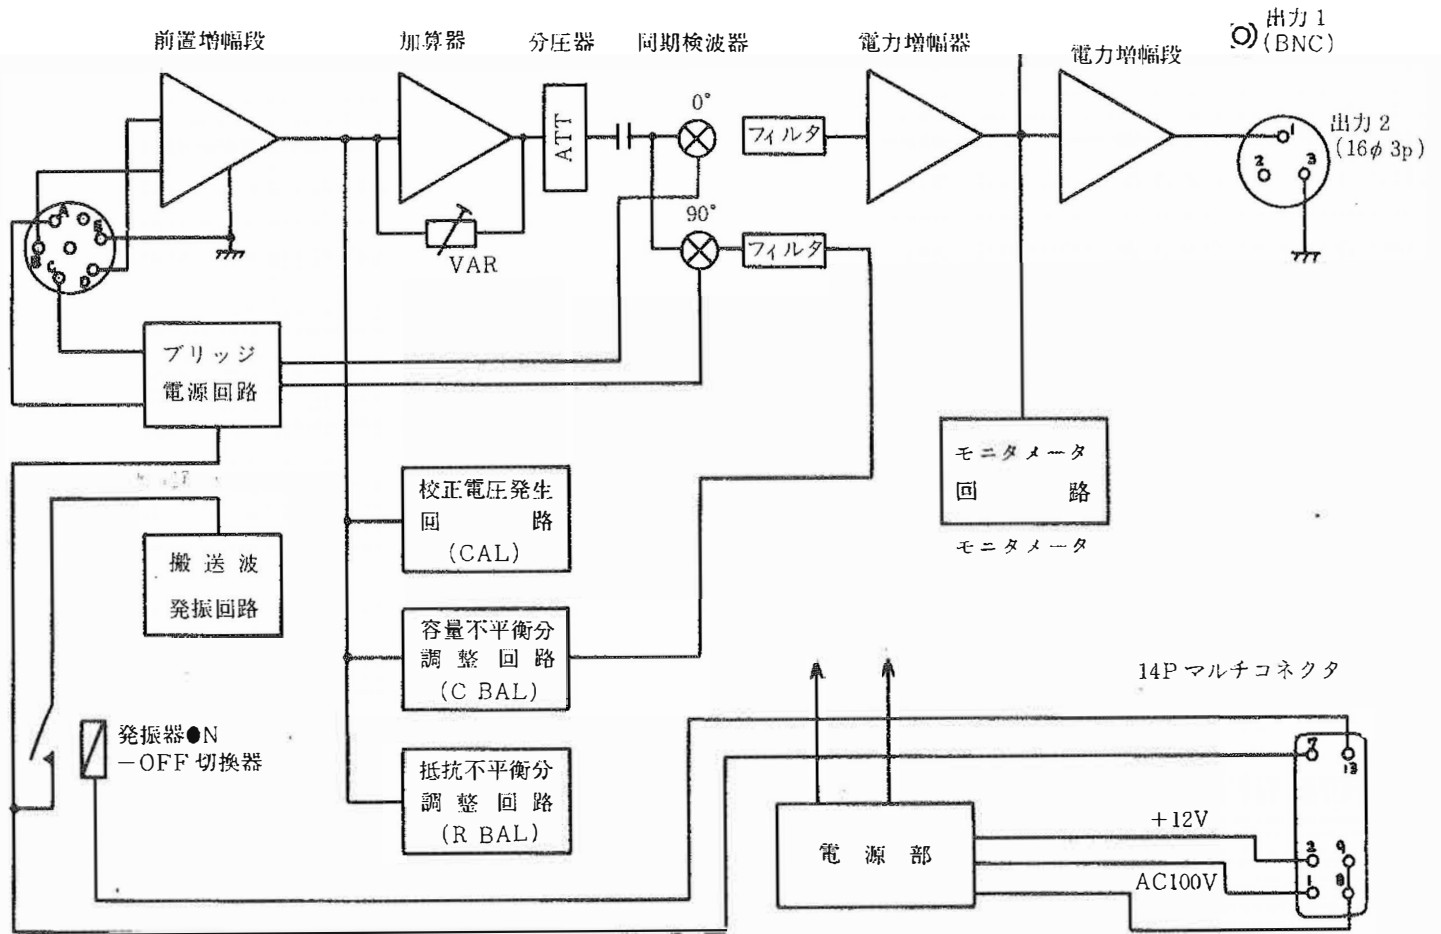 前置増幅段
加算器
分圧器
同期検波器
電力増幅器
電力増幅段
出力 1
(BNC)
0°
ATT
フィルタ
出力 2
(16φ 3p)
1
2
3
A
B
C
D
E
VAR
90°
フィルタ
ブリッジ
電源回路
モニタメータ
回 路
モニタメータ
校正電圧発生
回 路
(CAL)
搬 送 波
発振回路
容量不平衡分
調 整 回 路
(C BAL)
抵抗不平衡分
調 整 回 路
(R BAL)
発振器●N
-OFF 切換器
14P マルチコネクタ
7
13
+12V
2
9
電 源 部
AC100V
1
8